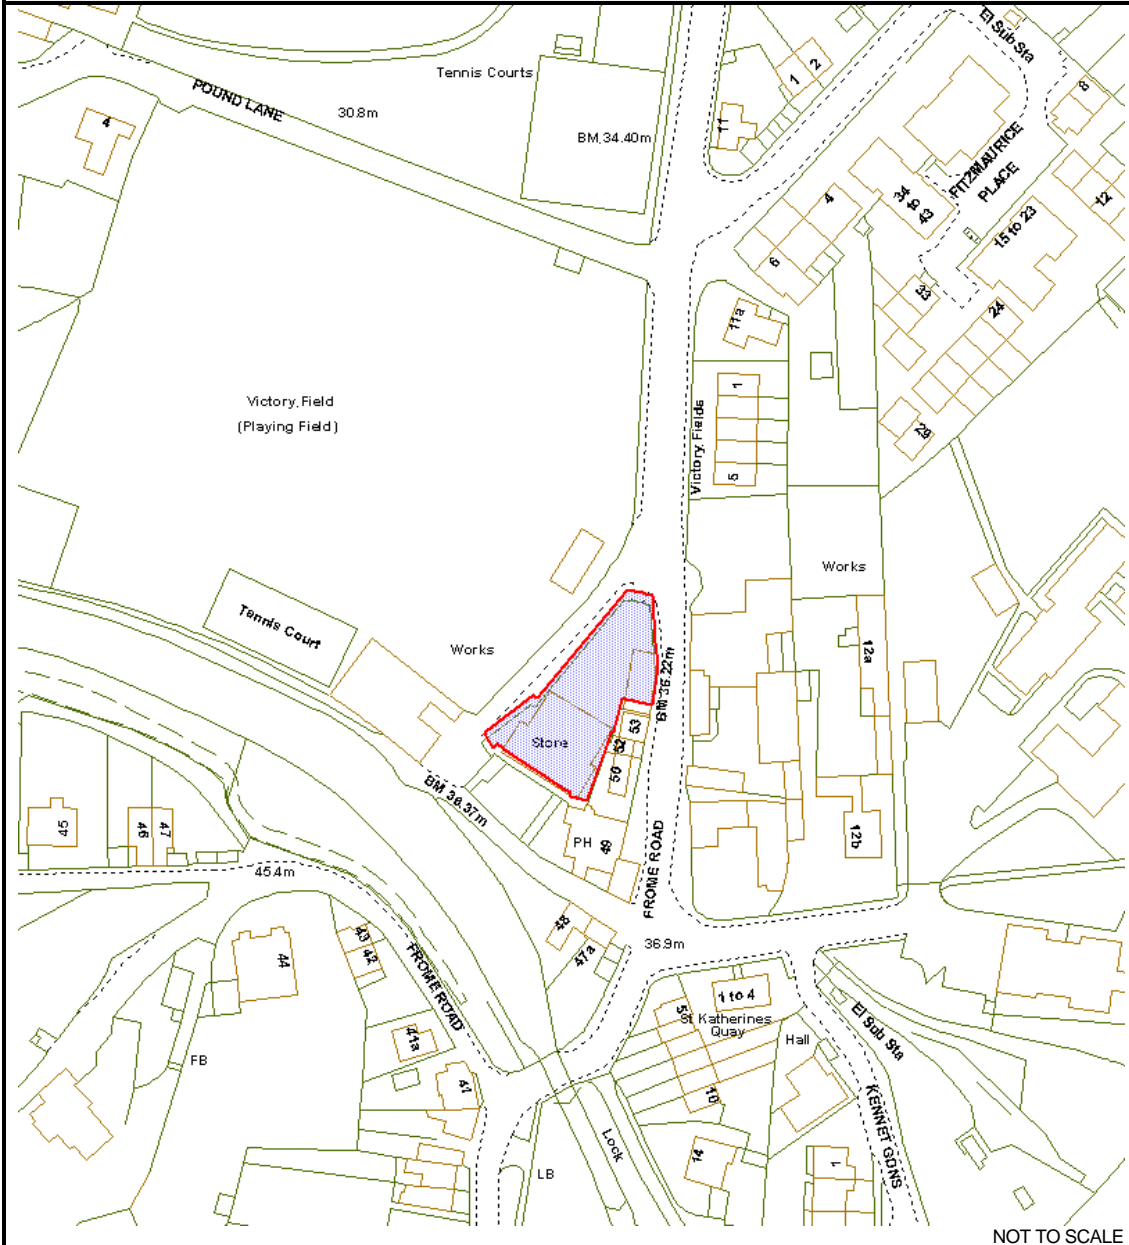 El Sub Sta
Tennis Courts
1
2
8
POUND LANE
30.8m
4
11
BM 34.40m
FITZMAURICE
PLACE
34
to
43
4
12
15 to 23
6
33
24
11a
Victory Field
(Playing Field)
1
Victory Fields
29
5
Works
Tennis Court
Works
12a
BM 36.22m
53
Store
52
50
BM 38.37m
45
46
47
PH
49
12b
FROME ROAD
45.4m
48
43
42
47a
36.9m
44
FROME ROAD
1 to 4
5
St Katherines
Quay
El Sub Sta
41a
Hall
FB
41
10
KENNET GDNS
Lock
14
1
LB
NOT TO SCALE